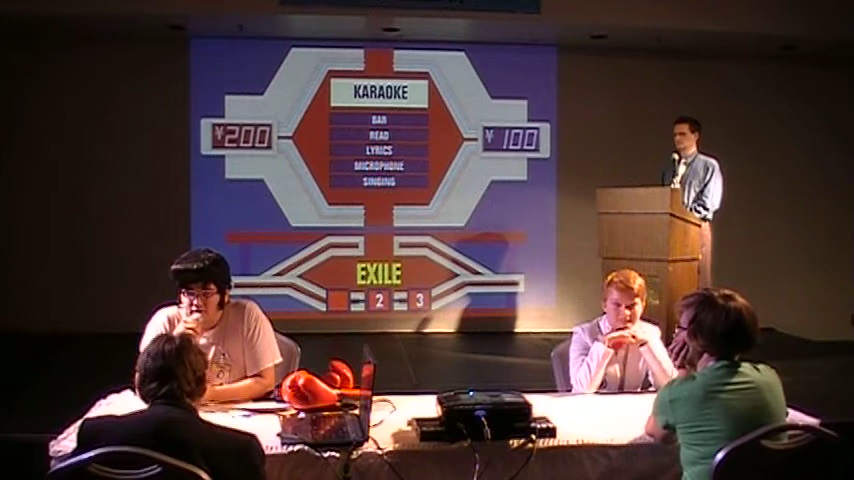 KARAOKE
BAR
READ
LYRICS
MICROPHONE
SINGING
¥200
¥100
EXILE
2 3